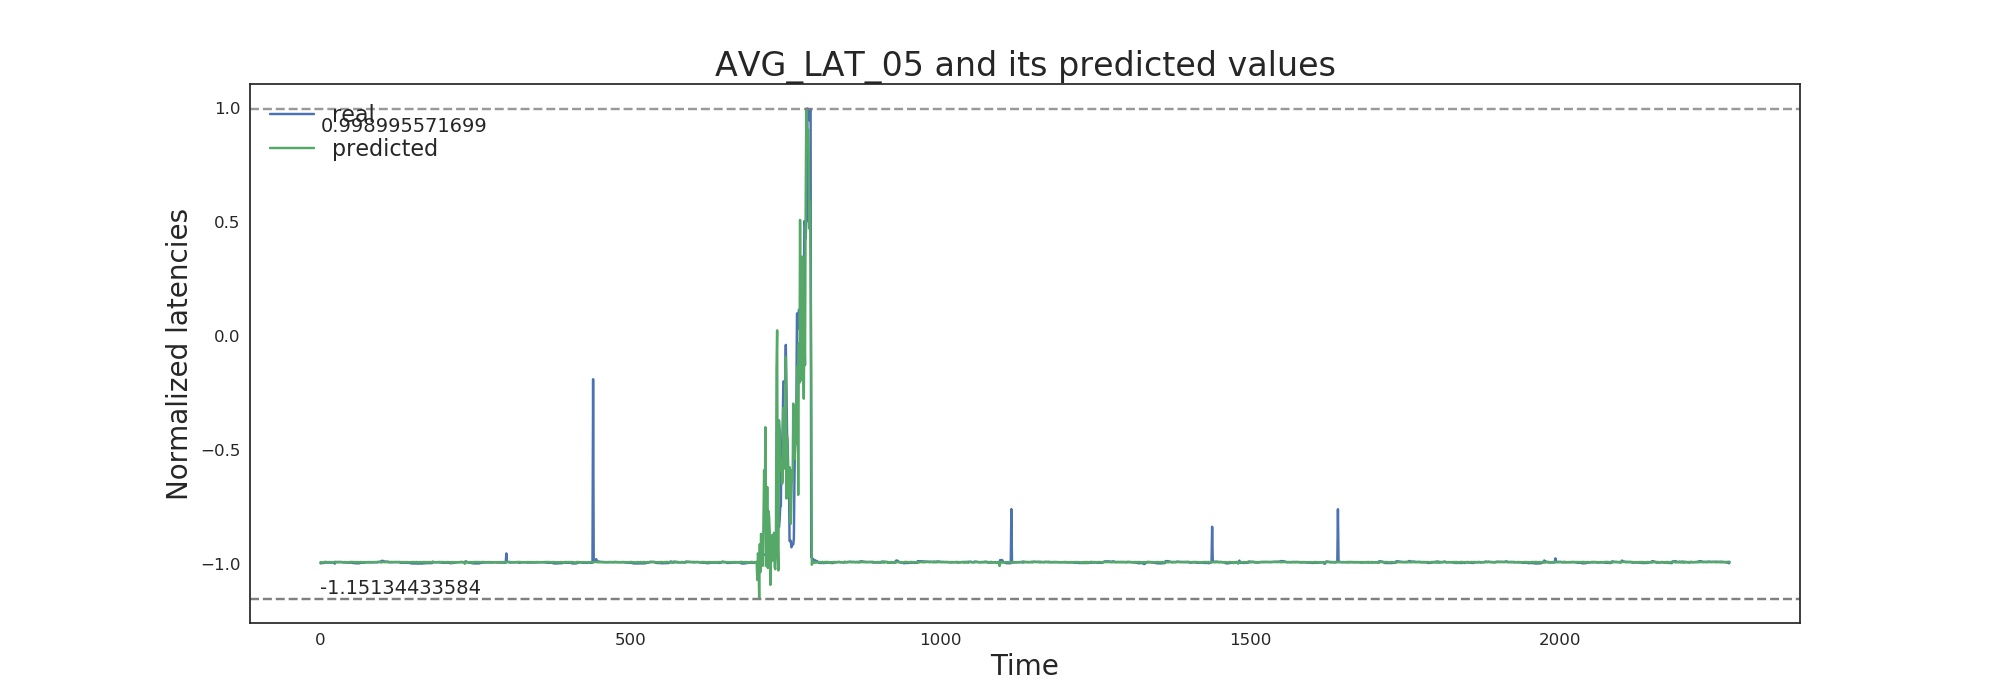 AVG_LAT_05 and its predicted values
Normalized latencies
1.0
0.5
0.0
−0.5
−1.0
real
0.998995571699
predicted
-1.15134433584
0
500
1000
1500
2000
Time